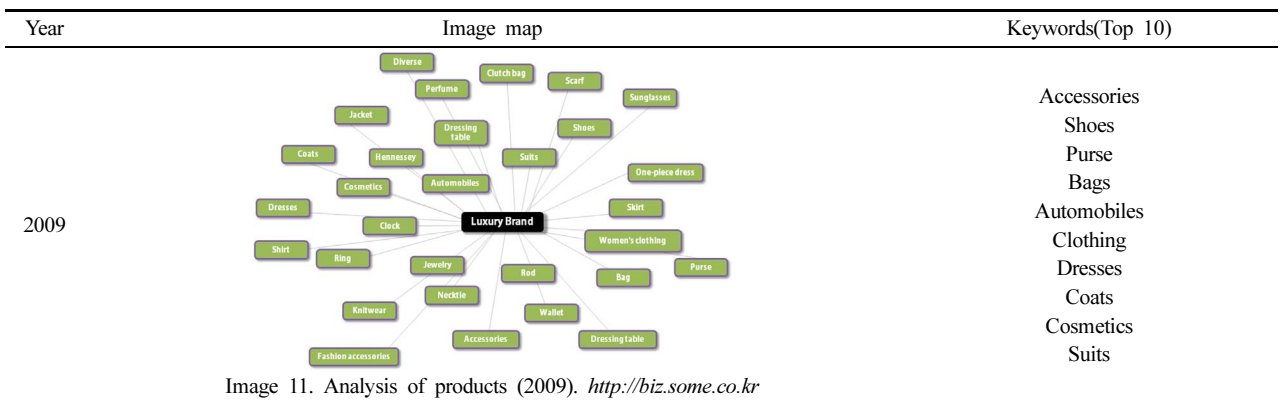 Year Image map Keywords(Top 10)
2009
Diverse
Perfume
Clutch bag
Scarf
Sunglasses
Jacket
Dressing
table
Shoes
Coats
Hennessey
Suits
Cosmetics
Automobiles
One-piece dress
Dresses
Clock
Luxury Brand
Skirt
Shirt
Ring
Women's clothing
Jewelry
Rod
Bag
Purse
Necktie
Knitwear
Wallet
Accessories
Dressing table
Fashion accessories
Accessories
Shoes
Purse
Bags
Automobiles
Clothing
Dresses
Coats
Cosmetics
Suits
Image 11. Analysis of products (2009). http://biz.some.co.kr